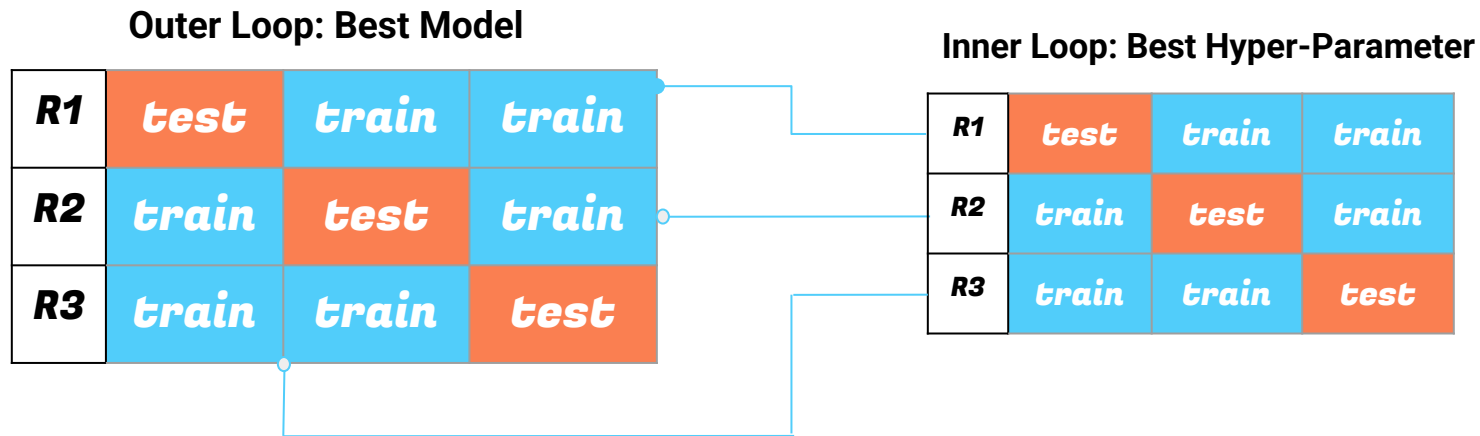 Outer Loop: Best Model
R1 test train train
R2 train test train
R3 train train test
Inner Loop: Best Hyper-Parameter
R1 test train train
R2 train test train
R3 train train test